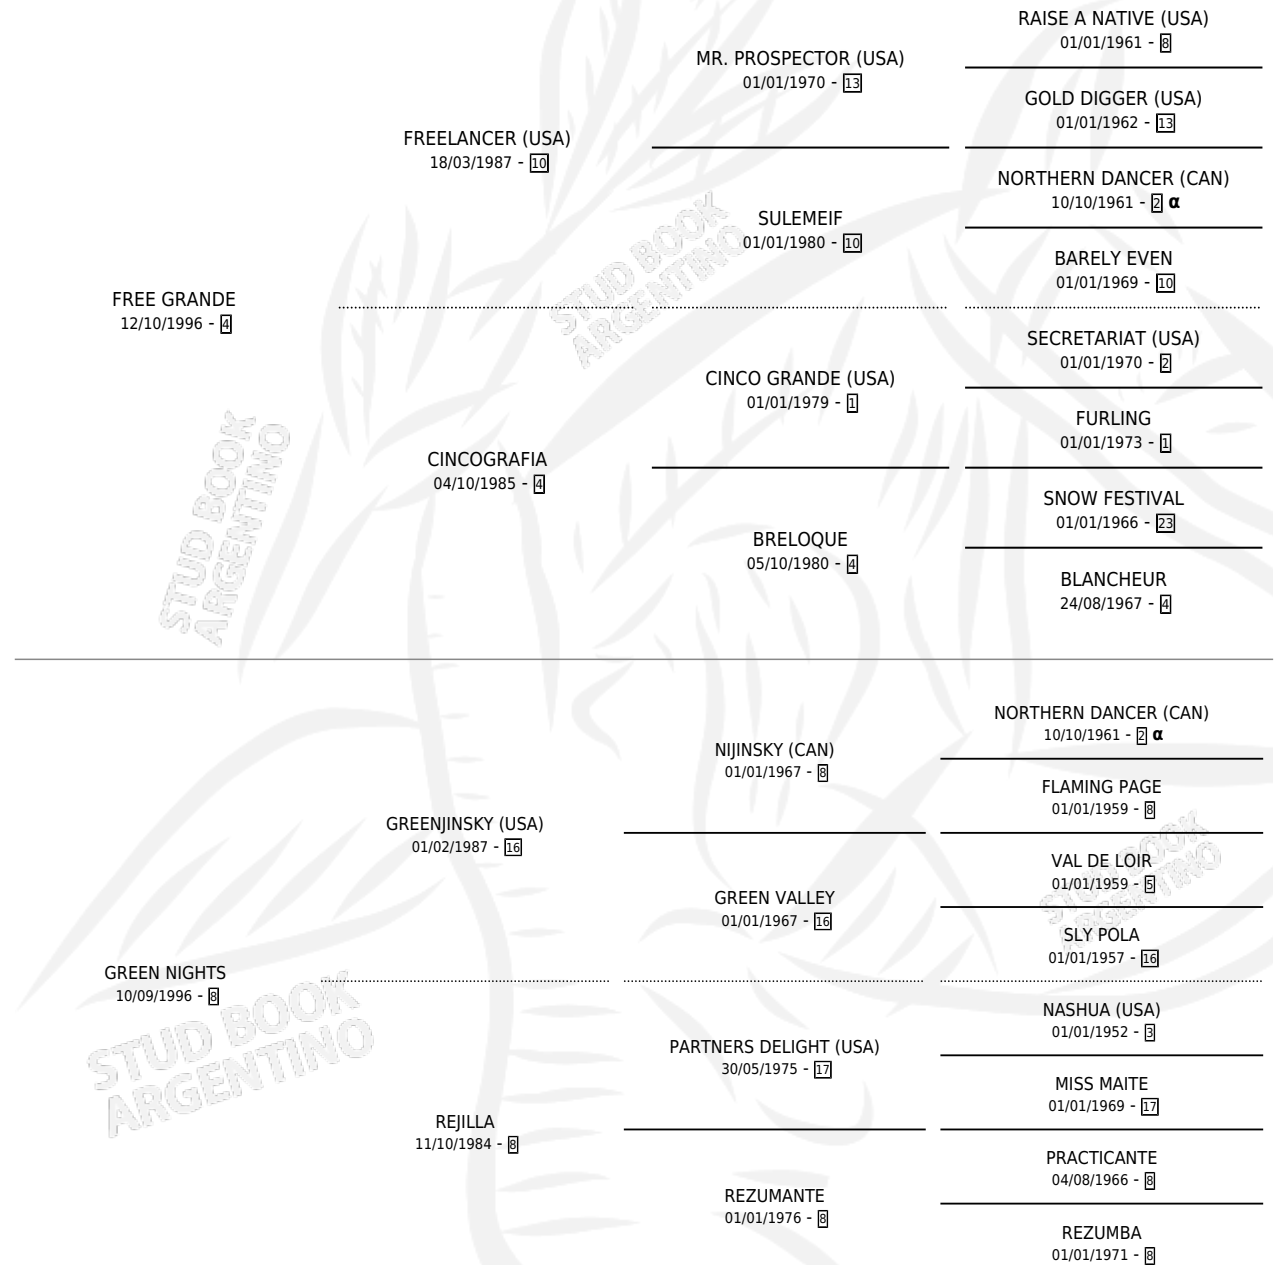 FREE GRANDE
12/10/1996 - 4
FREELANCER (USA)
18/03/1987 - 10
CINCOGRAFIA
04/10/1985 - 4
MR. PROSPECTOR (USA)
01/01/1970 - 13
SULEMEIF
01/01/1980 - 10
CINCO GRANDE (USA)
01/01/1979 - 1
BRELOQUE
05/10/1980 - 4
RAISE A NATIVE (USA)
01/01/1961 - 8
GOLD DIGGER (USA)
01/01/1962 - 13
NORTHERN DANCER (CAN)
10/10/1961 - 2 α
BARELY EVEN
01/01/1969 - 10
SECRETARIAT (USA)
01/01/1970 - 2
FURLING
01/01/1973 - 1
SNOW FESTIVAL
01/01/1966 - 23
BLANCHEUR
24/08/1967 - 4
GREEN NIGHTS
10/09/1996 - 8
GREENJINSKY (USA)
01/02/1987 - 16
REJILLA
11/10/1984 - 8
NIJINSKY (CAN)
01/01/1967 - 8
GREEN VALLEY
01/01/1967 - 16
PARTNERS DELIGHT (USA)
30/05/1975 - 17
REZUMANTE
01/01/1976 - 8
NORTHERN DANCER (CAN)
10/10/1961 - 2 α
FLAMING PAGE
01/01/1959 - 8
VAL DE LOIR
01/01/1959 - 5
SLY POLA
01/01/1957 - 16
NASHUA (USA)
01/01/1952 - 3
MISS MAITE
01/01/1969 - 17
PRACTICANTE
04/08/1966 - 8
REZUMBA
01/01/1971 - 8
STUD BOOK
ARGENTINO
STUD BOOK
ARGENTINO
STUD BOOK
ARGENTINO
STUD BOOK
ARGENTINO